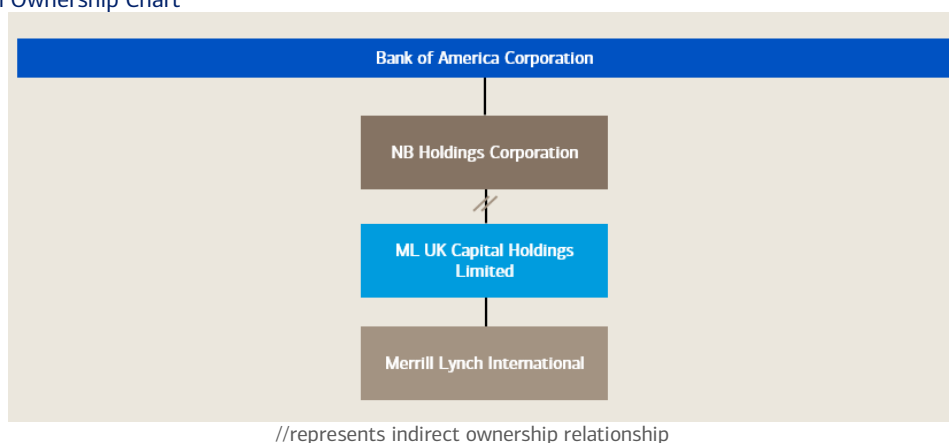 Ownership Chart
Bank of America Corporation
NB Holdings Corporation
ML UK Capital Holdings
Limited
Merrill Lynch International
//represents indirect ownership relationship